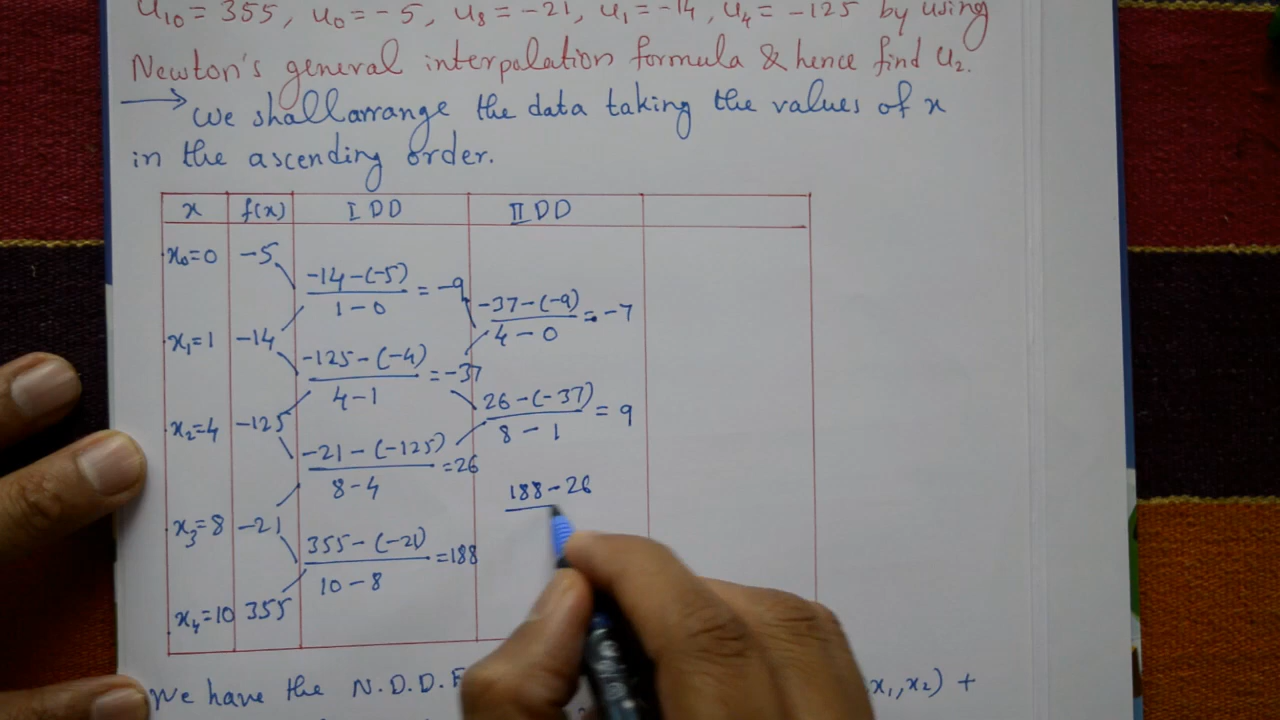 u₁₀ = 355, u₀ = -5, u₈ = -21, u₁ = -14, u₄ = -125 by using
Newton's general interpolation formula & hence find u₂.
→ We shall arrange the data taking the values of x
in the ascending order.
x f(x) I DD II DD
x₀=0 -5
(-14-(-5))/(1-0) = -9
(-37-(-9))/(4-0) = -7
x₁=1 -14
(-125-(-4))/(4-1) = -37
(26-(-37))/(8-1) = 9
x₂=4 -125
(-21-(-125))/(8-4) = 26
188-26
x₃=8 -21
(355-(-21))/(10-8) = 188
x₄=10 355
We have the N.D.D.F x₁,x₂) +